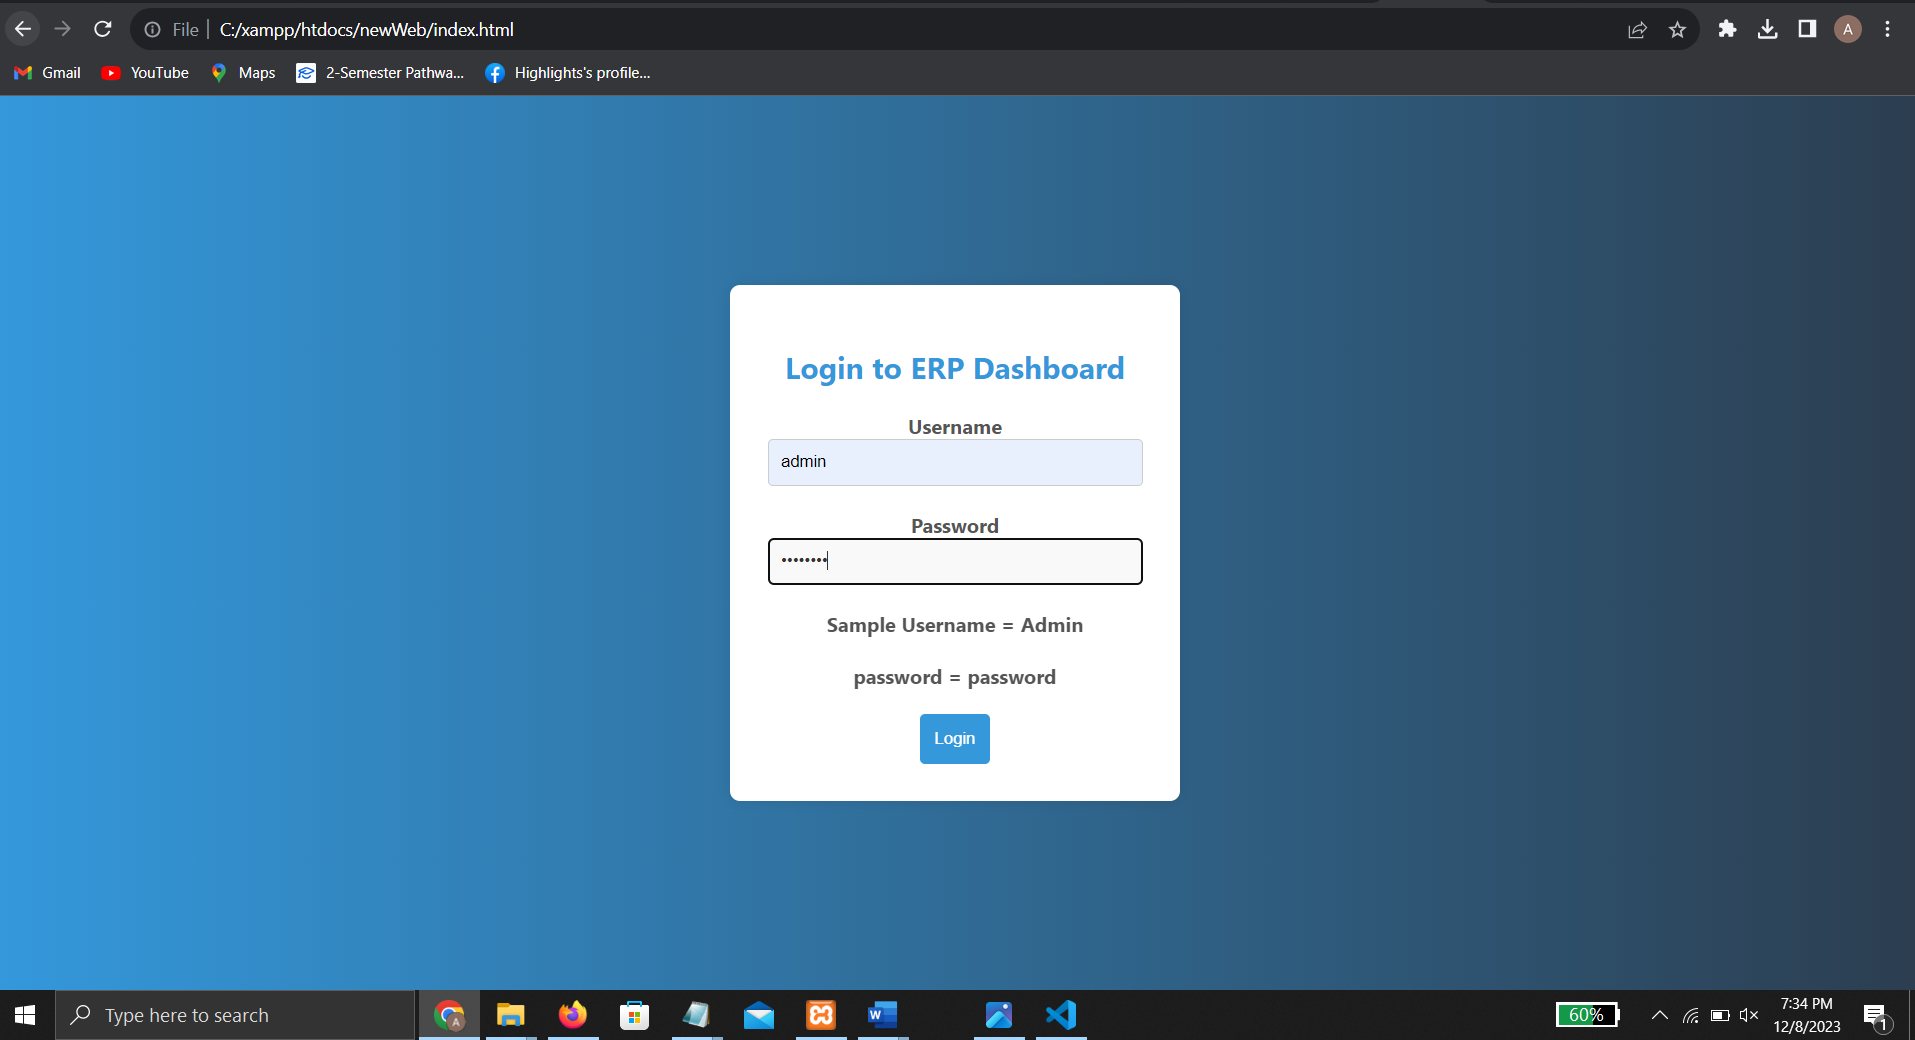 File | C:/xampp/htdocs/newWeb/index.html
A
Gmail YouTube Maps 2-Semester Pathwa... Highlights's profile...
Login to ERP Dashboard
Username
admin
Password
••••••••
Sample Username = Admin
password = password
Login
Type here to search
A
W
60%
7:34 PM
12/8/2023
1